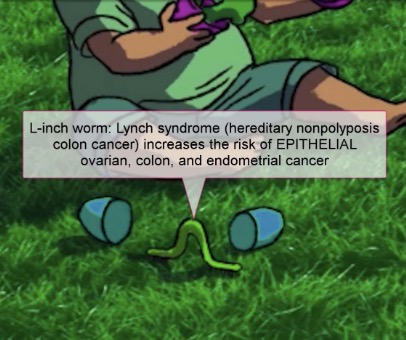 L-inch worm: Lynch syndrome (hereditary nonpolyposis
colon cancer) increases the risk of EPITHELIAL
ovarian, colon, and endometrial cancer